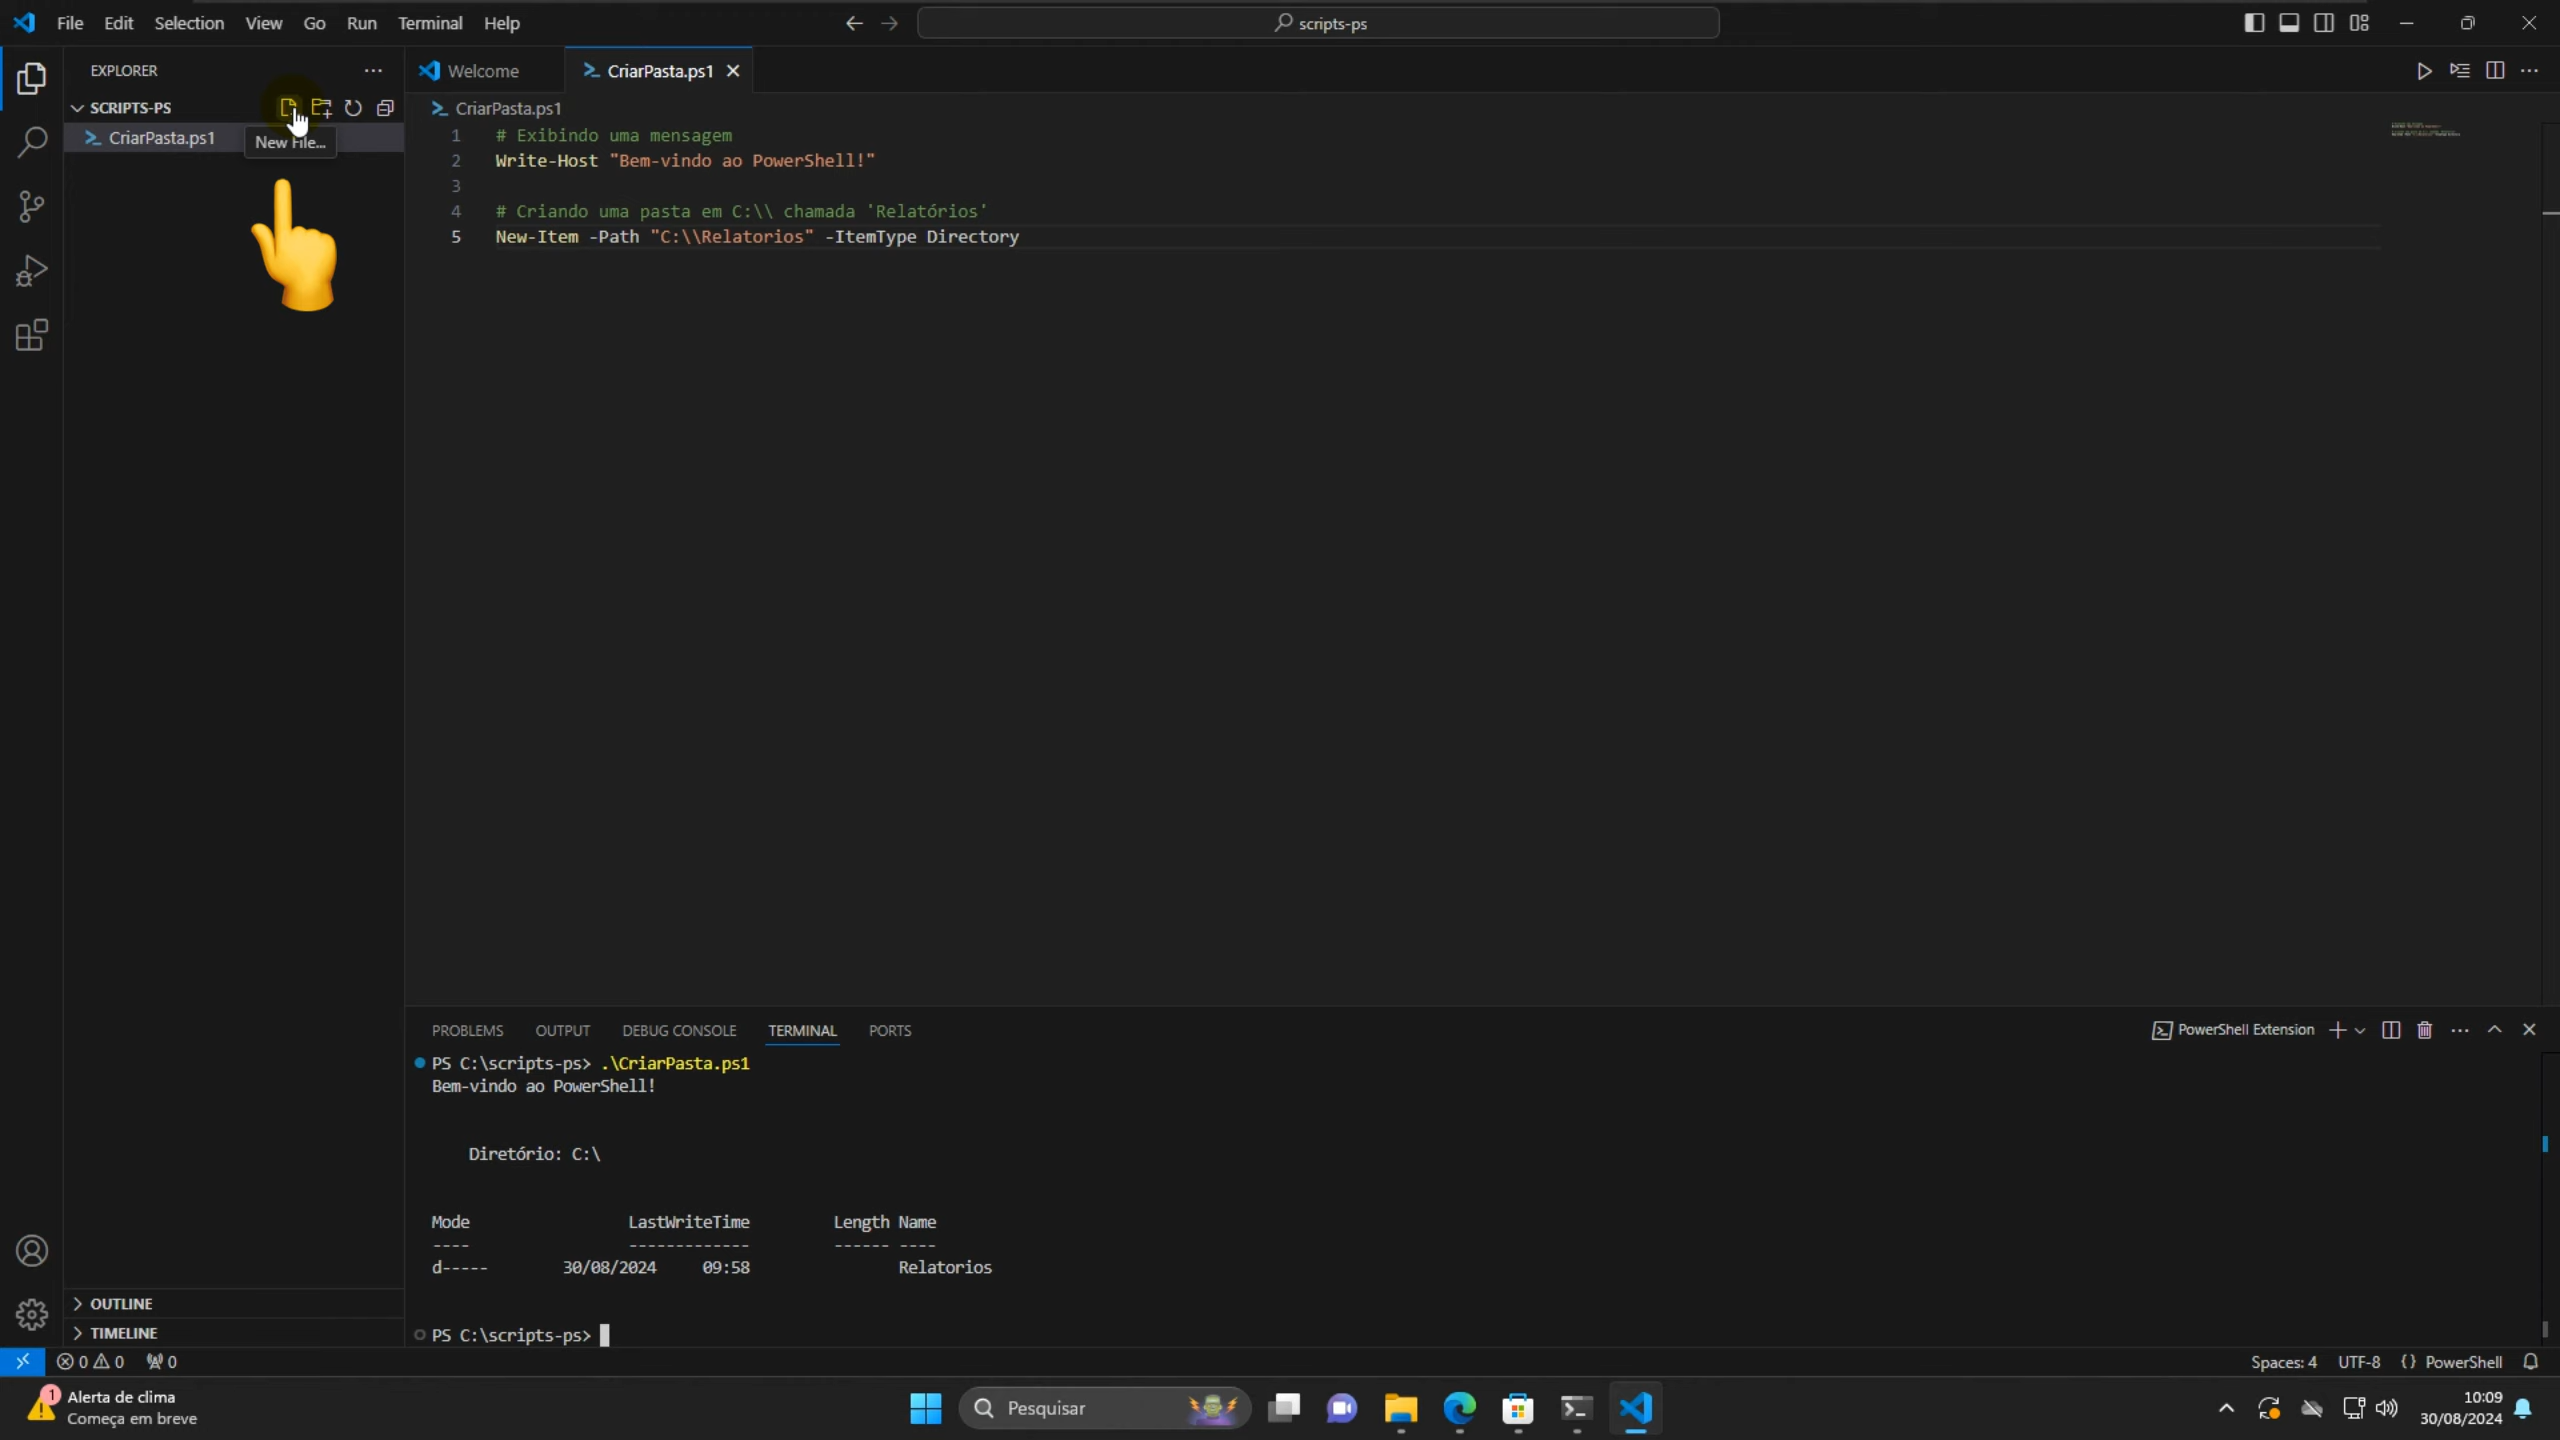 File Edit Selection View Go Run Terminal Help
scripts-ps
EXPLORER
Welcome
CriarPasta.ps1
SCRIPTS-PS
CriarPasta.ps1
CriarPasta.ps1
New File...
1 # Exibindo uma mensagem
2 Write-Host "Bem-vindo ao PowerShell!"
3
4 # Criando uma pasta em C:\\ chamada 'Relatórios'
5 New-Item -Path "C:\\Relatorios" -ItemType Directory
PROBLEMS OUTPUT DEBUG CONSOLE TERMINAL PORTS
PowerShell Extension
PS C:\scripts-ps> .\CriarPasta.ps1
Bem-vindo ao PowerShell!
Diretório: C:\
Mode LastWriteTime Length Name
---- ------------- ------ ----
d----- 30/08/2024 09:58 Relatorios
PS C:\scripts-ps>
OUTLINE
TIMELINE
0 0 0
Spaces: 4 UTF-8 {} PowerShell
1
Alerta de clima
Começa em breve
Pesquisar
10:09
30/08/2024